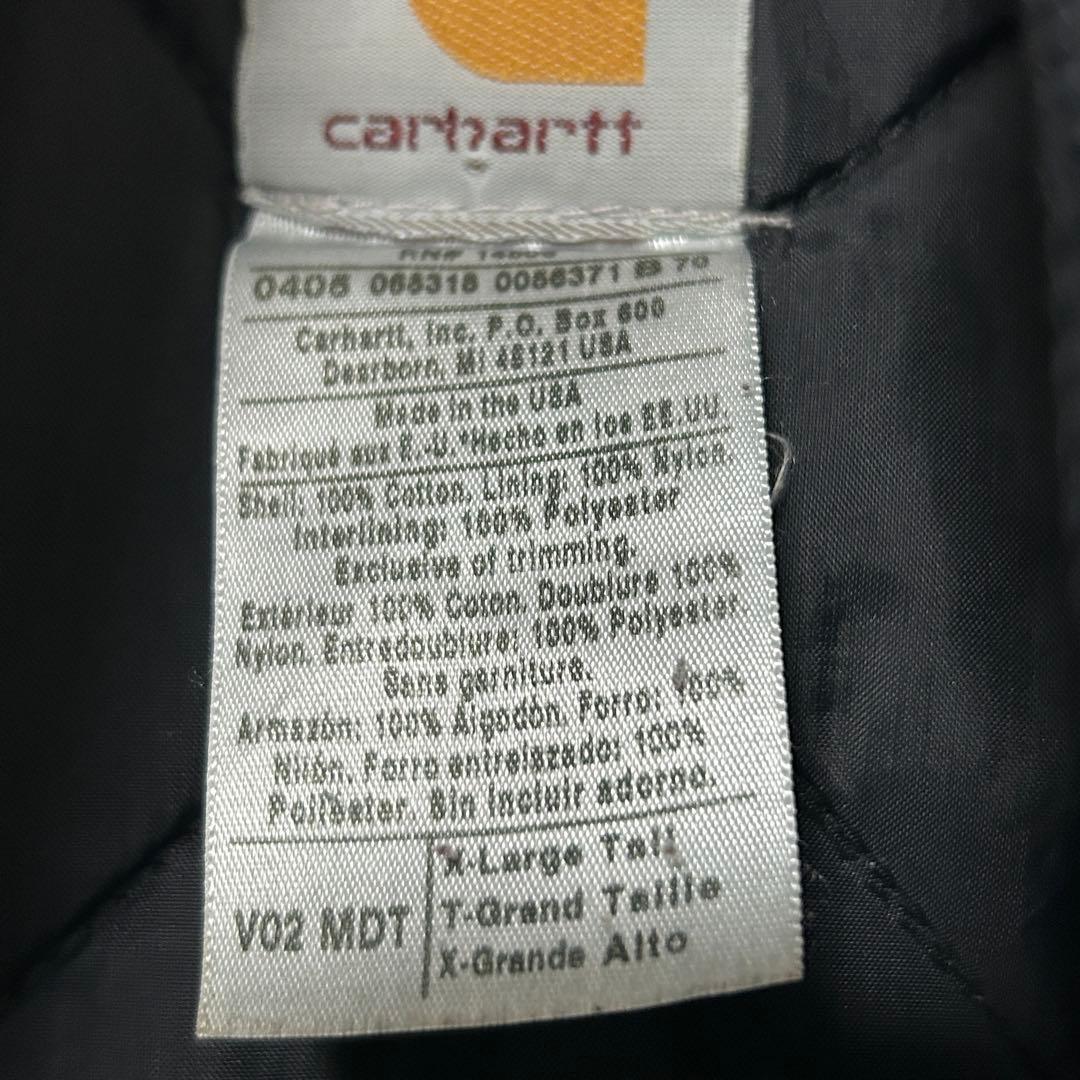 carhartt
RN# 14806
0405 068318 0056371 B 70
Carhartt, Inc. P.O. Box 600
Dearborn, MI 48121 USA
Made in the USA
Fabriqué aux E.-U.*Hecho en los EE.UU.
Shell: 100% Cotton. Lining: 100% Nylon.
Interlining: 100% Polyester
Exclusive of trimming.
Extérieur 100% Coton. Doublure 100%
Nylon. Entredoublure: 100% Polyester
Sans garniture.
Armazón: 100% Algodón. Forro: 100%
Nilón. Forro entrelazado: 100%
Poliéster. Sin incluir adorno.
V02 MDT
X-Large Tall
T-Grand Taille
X-Grande Alto